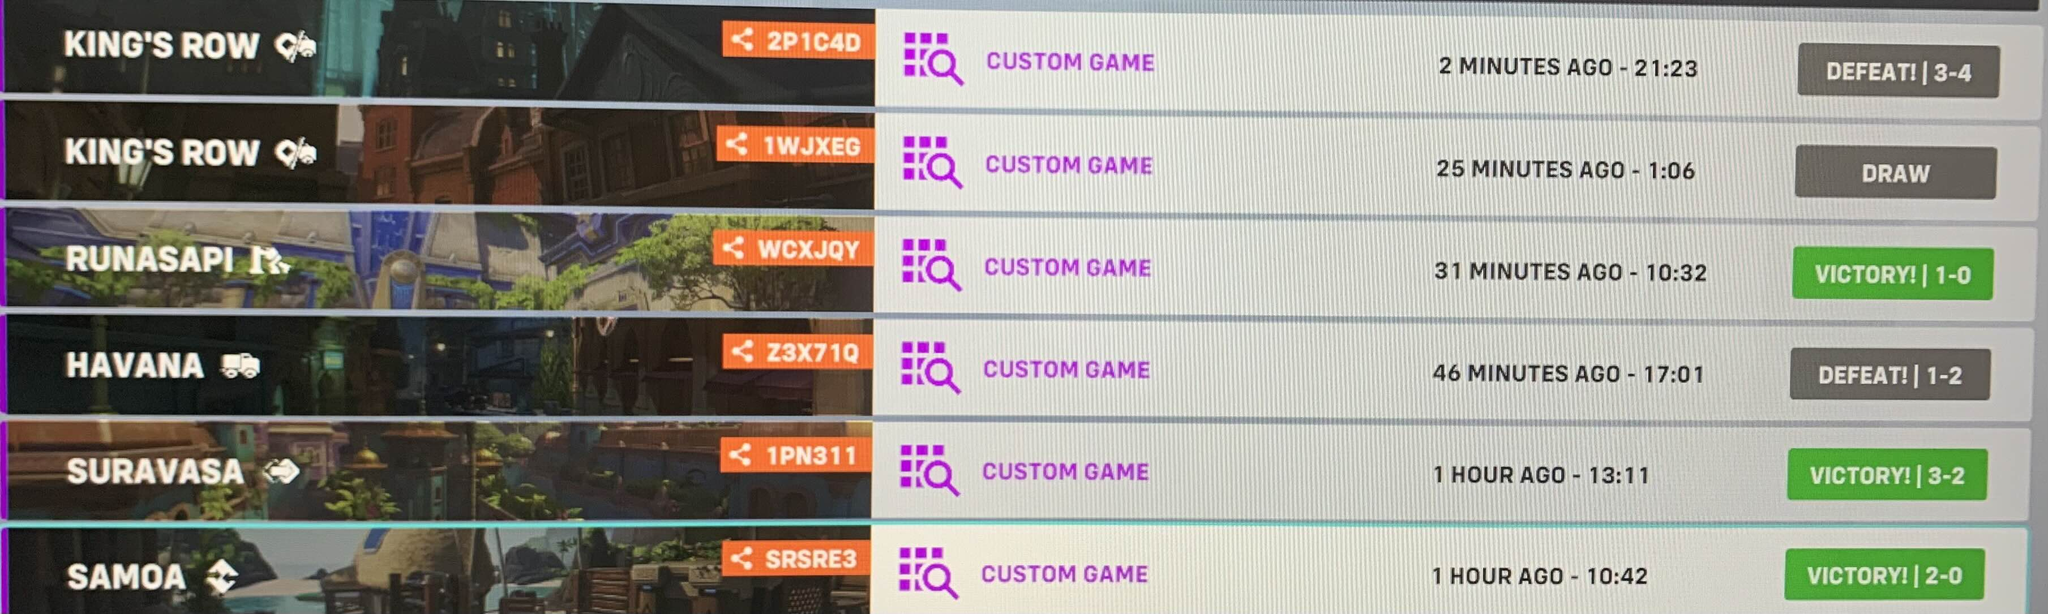 KING'S ROW 2P1C4D CUSTOM GAME 2 MINUTES AGO - 21:23 DEFEAT! | 3-4
KING'S ROW 1WJXEG CUSTOM GAME 25 MINUTES AGO - 1:06 DRAW
RUNASAPI WCXJQY CUSTOM GAME 31 MINUTES AGO - 10:32 VICTORY! | 1-0
HAVANA Z3X71Q CUSTOM GAME 46 MINUTES AGO - 17:01 DEFEAT! | 1-2
SURAVASA 1PN311 CUSTOM GAME 1 HOUR AGO - 13:11 VICTORY! | 3-2
SAMOA SRSRE3 CUSTOM GAME 1 HOUR AGO - 10:42 VICTORY! | 2-0